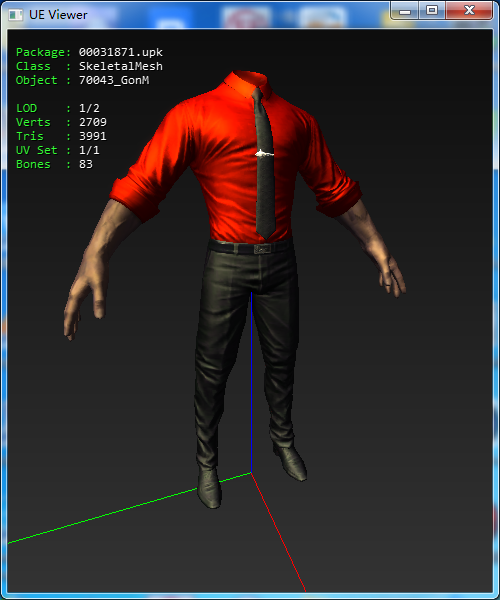 UE Viewer
Package: 00031871.upk
Class : SkeletalMesh
Object : 70043_GonM
LOD : 1/2
Verts : 2709
Tris : 3991
UV Set : 1/1
Bones : 83